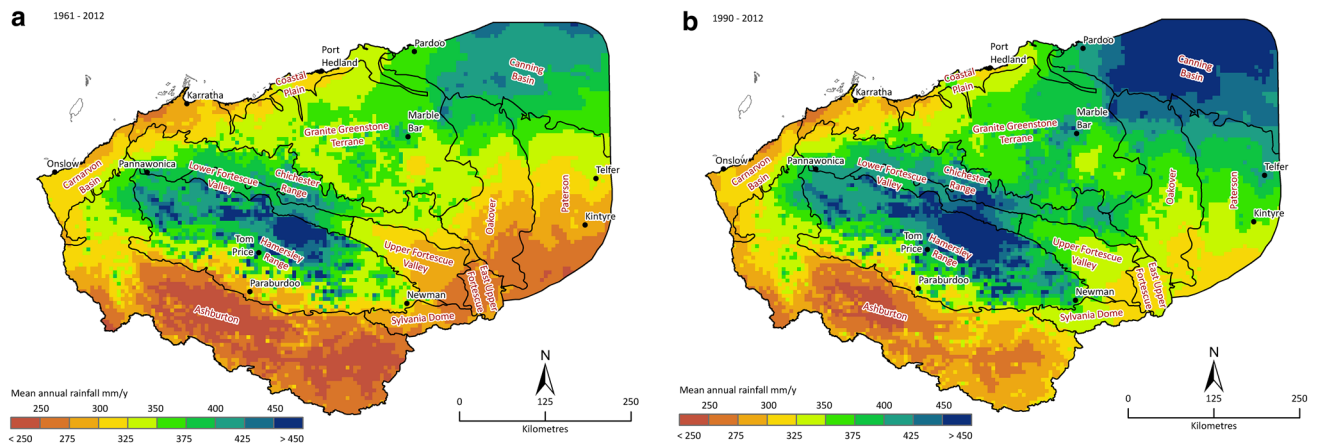 a
1961 - 2012
Pardoo
Port
Hedland
Canning
Basin
Coastal
Plain
Karratha
Marble
Bar
Granite Greenstone
Terrane
Onslow
Carnarvon
Basin
Pannawonica
Lower Fortescue
Valley
Chichester
Range
Telfer
Paterson
Oakover
Kintyre
Tom
Price
Hamersley
Range
Upper Fortescue
Valley
East Upper
Fortescue
Paraburdoo
Newman
Ashburton
Sylvania Dome
N
Mean annual rainfall mm/y
250 300 350 400 450
< 250 275 325 375 425 > 450
0 125 250
Kilometres
b
1990 - 2012
Pardoo
Port
Hedland
Canning
Basin
Coastal
Plain
Karratha
Marble
Bar
Granite Greenstone
Terrane
Onslow
Carnarvon
Basin
Pannawonica
Lower Fortescue
Valley
Chichester
Range
Telfer
Paterson
Oakover
Kintyre
Tom
Price
Hamersley
Range
Upper Fortescue
Valley
East Upper
Fortescue
Paraburdoo
Newman
Ashburton
Sylvania Dome
N
Mean annual rainfall mm/y
250 300 350 400 450
< 250 275 325 375 425 > 450
0 125 250
Kilometres